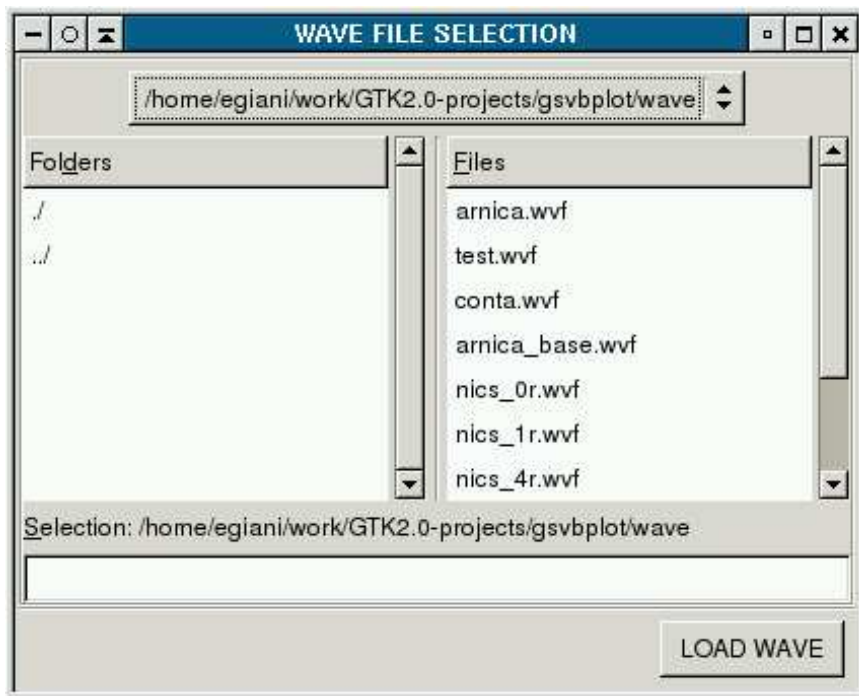 WAVE FILE SELECTION
/home/egiani/work/GTK2.0-projects/gsvbplot/wave
Folders
./
../
Files
arnica.wvf
test.wvf
conta.wvf
arnica_base.wvf
nics_0r.wvf
nics_1r.wvf
nics_4r.wvf
Selection: /home/egiani/work/GTK2.0-projects/gsvbplot/wave
LOAD WAVE